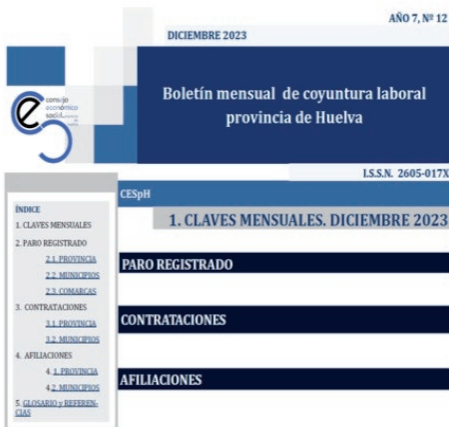 AÑO 7, Nº 12
DICIEMBRE 2023
Boletín mensual de coyuntura laboral
provincia de Huelva
consejo
económico
social
I.S.S.N. 2605-017X
CESpH
1. CLAVES MENSUALES. DICIEMBRE 2023
ÍNDICE
1. CLAVES MENSUALES
2. PARO REGISTRADO
2.1. PROVINCIA
2.2. MUNICIPIOS
2.3. COMARCAS
3. CONTRATACIONES
3.1. PROVINCIA
3.2. MUNICIPIOS
4. AFILIACIONES
4. 1. PROVINCIA
4.2. MUNICIPIOS
5. GLOSARIO y REFEREN-
CIAS
PARO REGISTRADO
CONTRATACIONES
AFILIACIONES